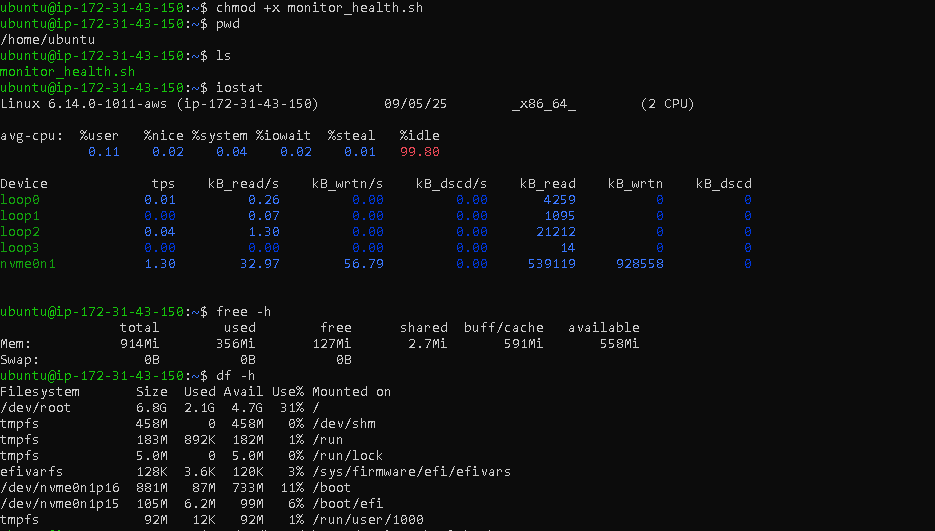 ubuntu@ip-172-31-43-150:~$ chmod +x monitor_health.sh
ubuntu@ip-172-31-43-150:~$ pwd
/home/ubuntu
ubuntu@ip-172-31-43-150:~$ ls
monitor_health.sh
ubuntu@ip-172-31-43-150:~$ iostat
Linux 6.14.0-1011-aws (ip-172-31-43-150) 09/05/25 _x86_64_ (2 CPU)
avg-cpu: %user %nice %system %iowait %steal %idle
0.11 0.02 0.04 0.02 0.01 99.80
Device tps kB_read/s kB_wrtn/s kB_dscd/s kB_read kB_wrtn kB_dscd
loop0 0.01 0.26 0.00 0.00 4259 0 0
loop1 0.00 0.07 0.00 0.00 1095 0 0
loop2 0.04 1.30 0.00 0.00 21212 0 0
loop3 0.00 0.00 0.00 0.00 14 0 0
nvme0n1 1.30 32.97 56.79 0.00 539119 928558 0
ubuntu@ip-172-31-43-150:~$ free -h
total used free shared buff/cache available
Mem: 914Mi 356Mi 127Mi 2.7Mi 591Mi 558Mi
Swap: 0B 0B 0B
ubuntu@ip-172-31-43-150:~$ df -h
Filesystem Size Used Avail Use% Mounted on
/dev/root 6.8G 2.1G 4.7G 31% /
tmpfs 458M 0 458M 0% /dev/shm
tmpfs 183M 892K 182M 1% /run
tmpfs 5.0M 0 5.0M 0% /run/lock
efivarfs 128K 3.6K 120K 3% /sys/firmware/efi/efivars
/dev/nvme0n1p16 881M 87M 733M 11% /boot
/dev/nvme0n1p15 105M 6.2M 99M 6% /boot/efi
tmpfs 92M 12K 92M 1% /run/user/1000